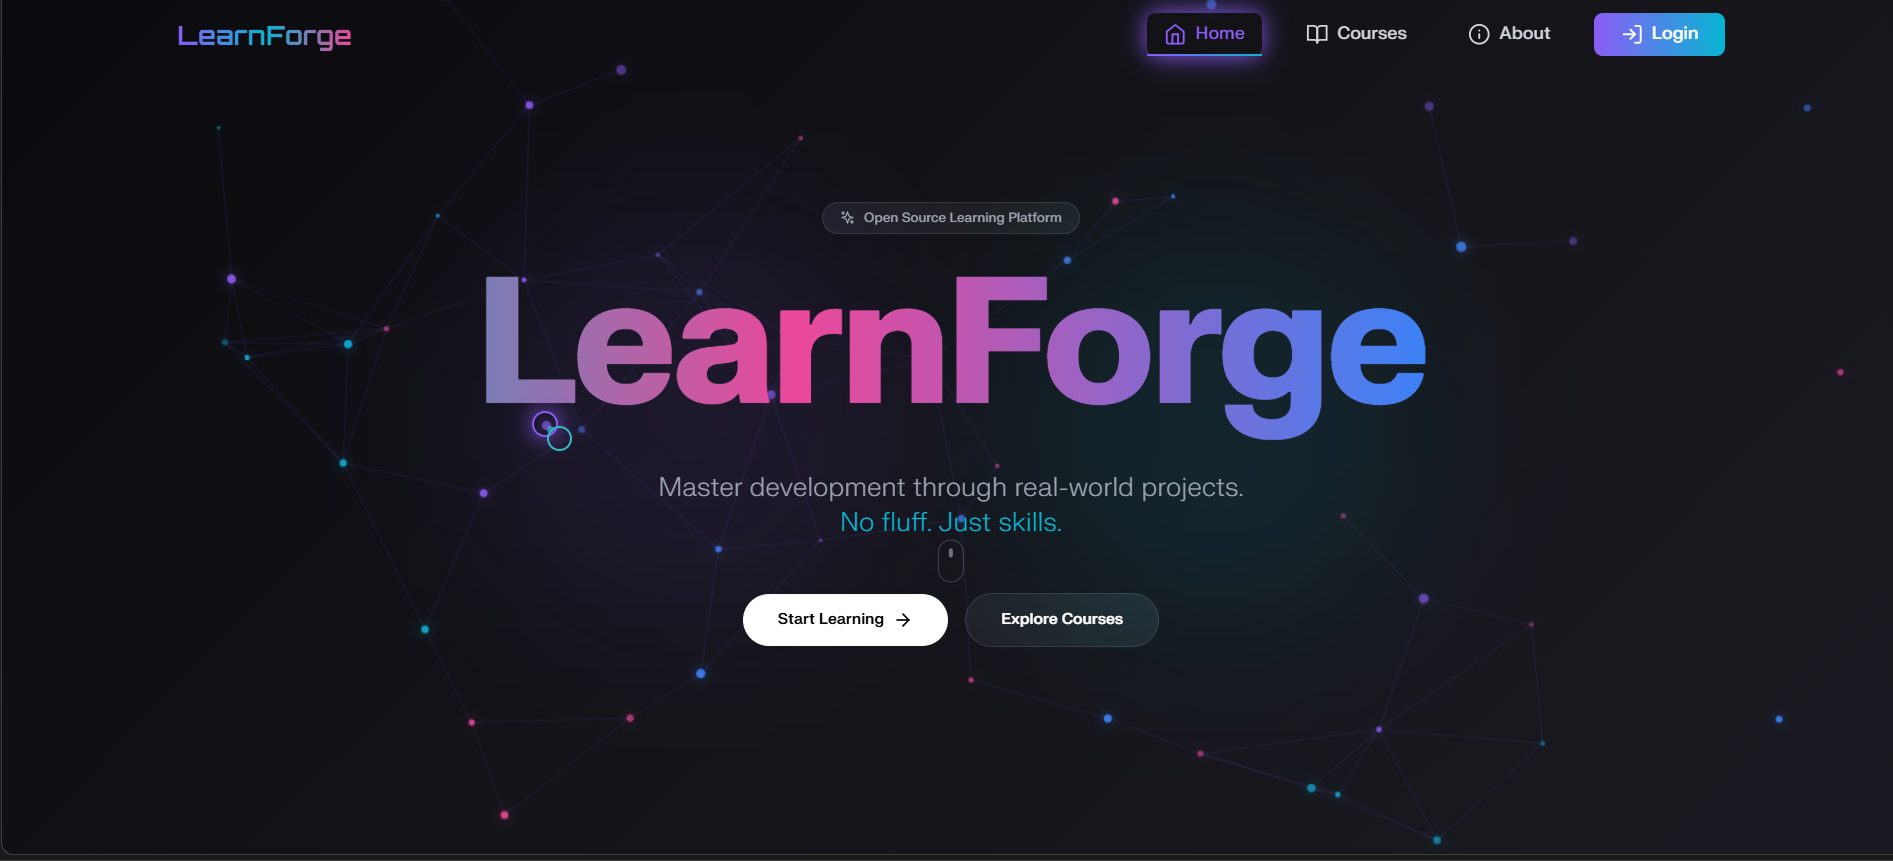 LearnForge
Home
Courses
About
Login
Open Source Learning Platform
LearnForge
Master development through real-world projects.
No fluff. Just skills.
Start Learning
Explore Courses